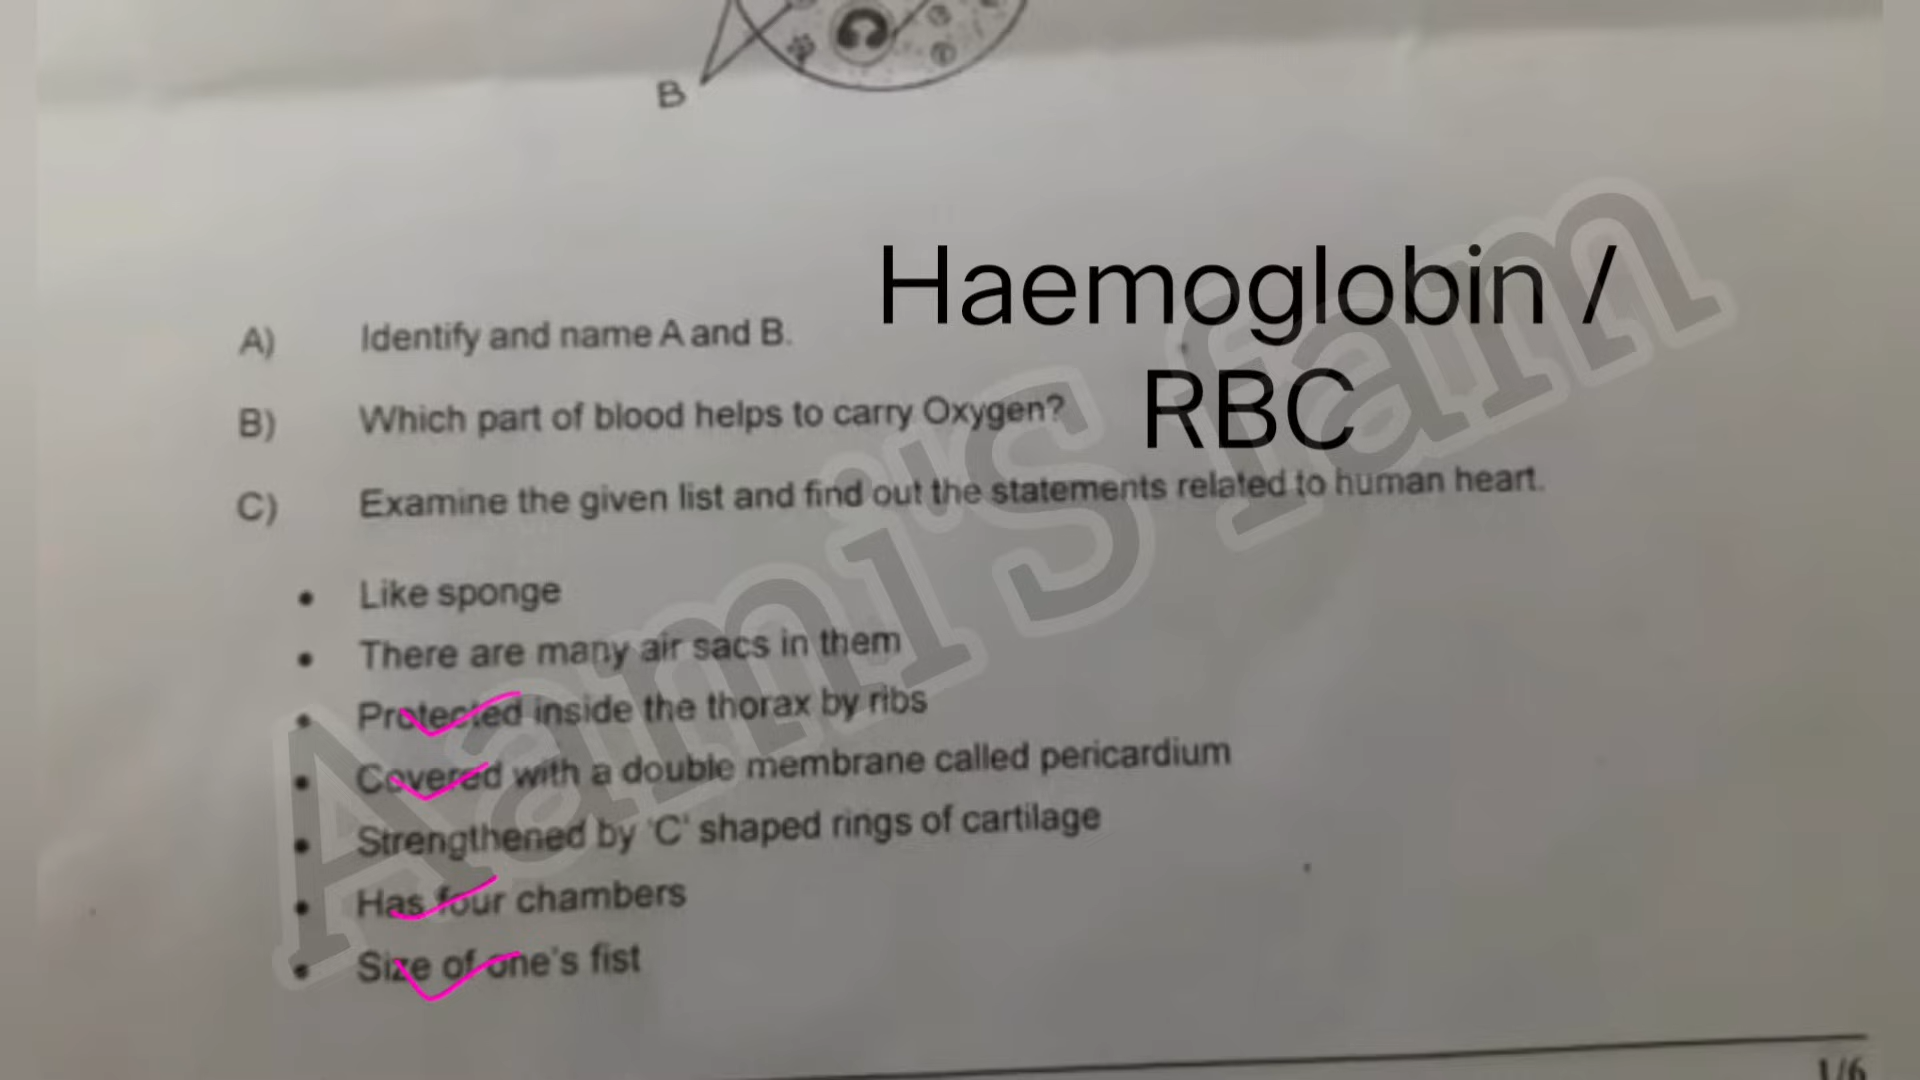 B
Haemoglobin /
RBC
A) Identify and name A and B.
B) Which part of blood helps to carry Oxygen?
C) Examine the given list and find out the statements related to human heart.
• Like sponge
• There are many air sacs in them
• Protected inside the thorax by ribs
• Covered with a double membrane called pericardium
• Strengthened by 'C' shaped rings of cartilage
• Has four chambers
• Size of one's fist
Aami's fam
1/6